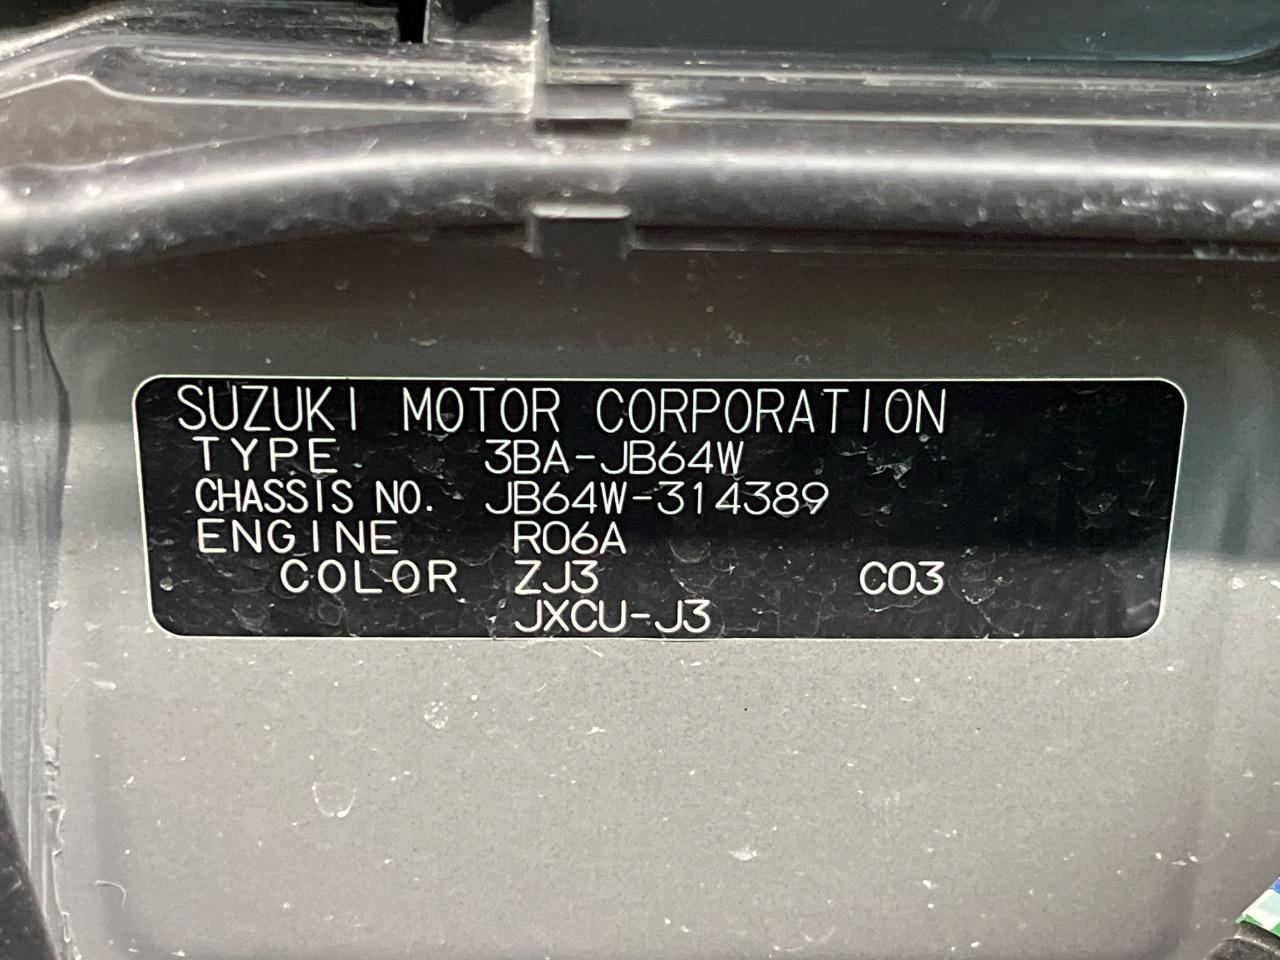 SUZUKI MOTOR CORPORATION
TYPE 3BA-JB64W
CHASSIS NO. JB64W-314389
ENGINE R06A
COLOR ZJ3 C03
JXCU-J3